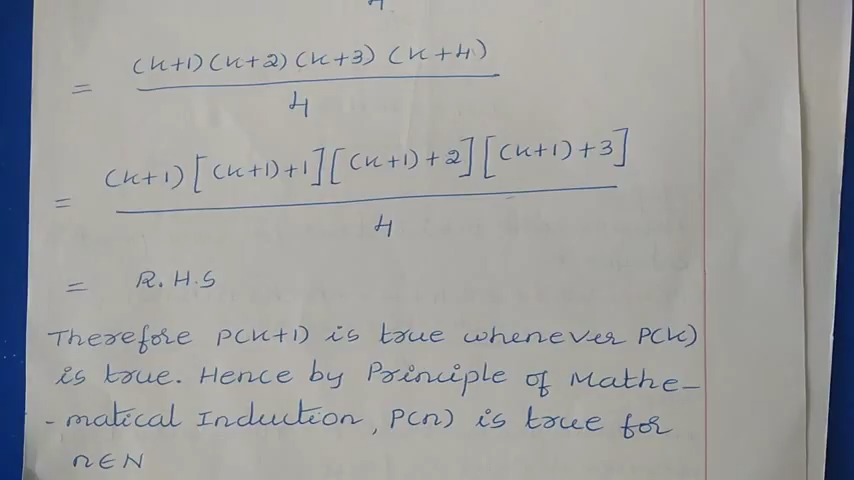 4
(k+1)(k+2)(k+3) (k+4)
=
4
(k+1)[(k+1)+1][(k+1)+2][(k+1)+3]
=
4
= R.H.S
Therefore P(k+1) is true whenever P(k)
is true. Hence by Principle of Mathe-
- matical Induction, P(n) is true for
n∈N